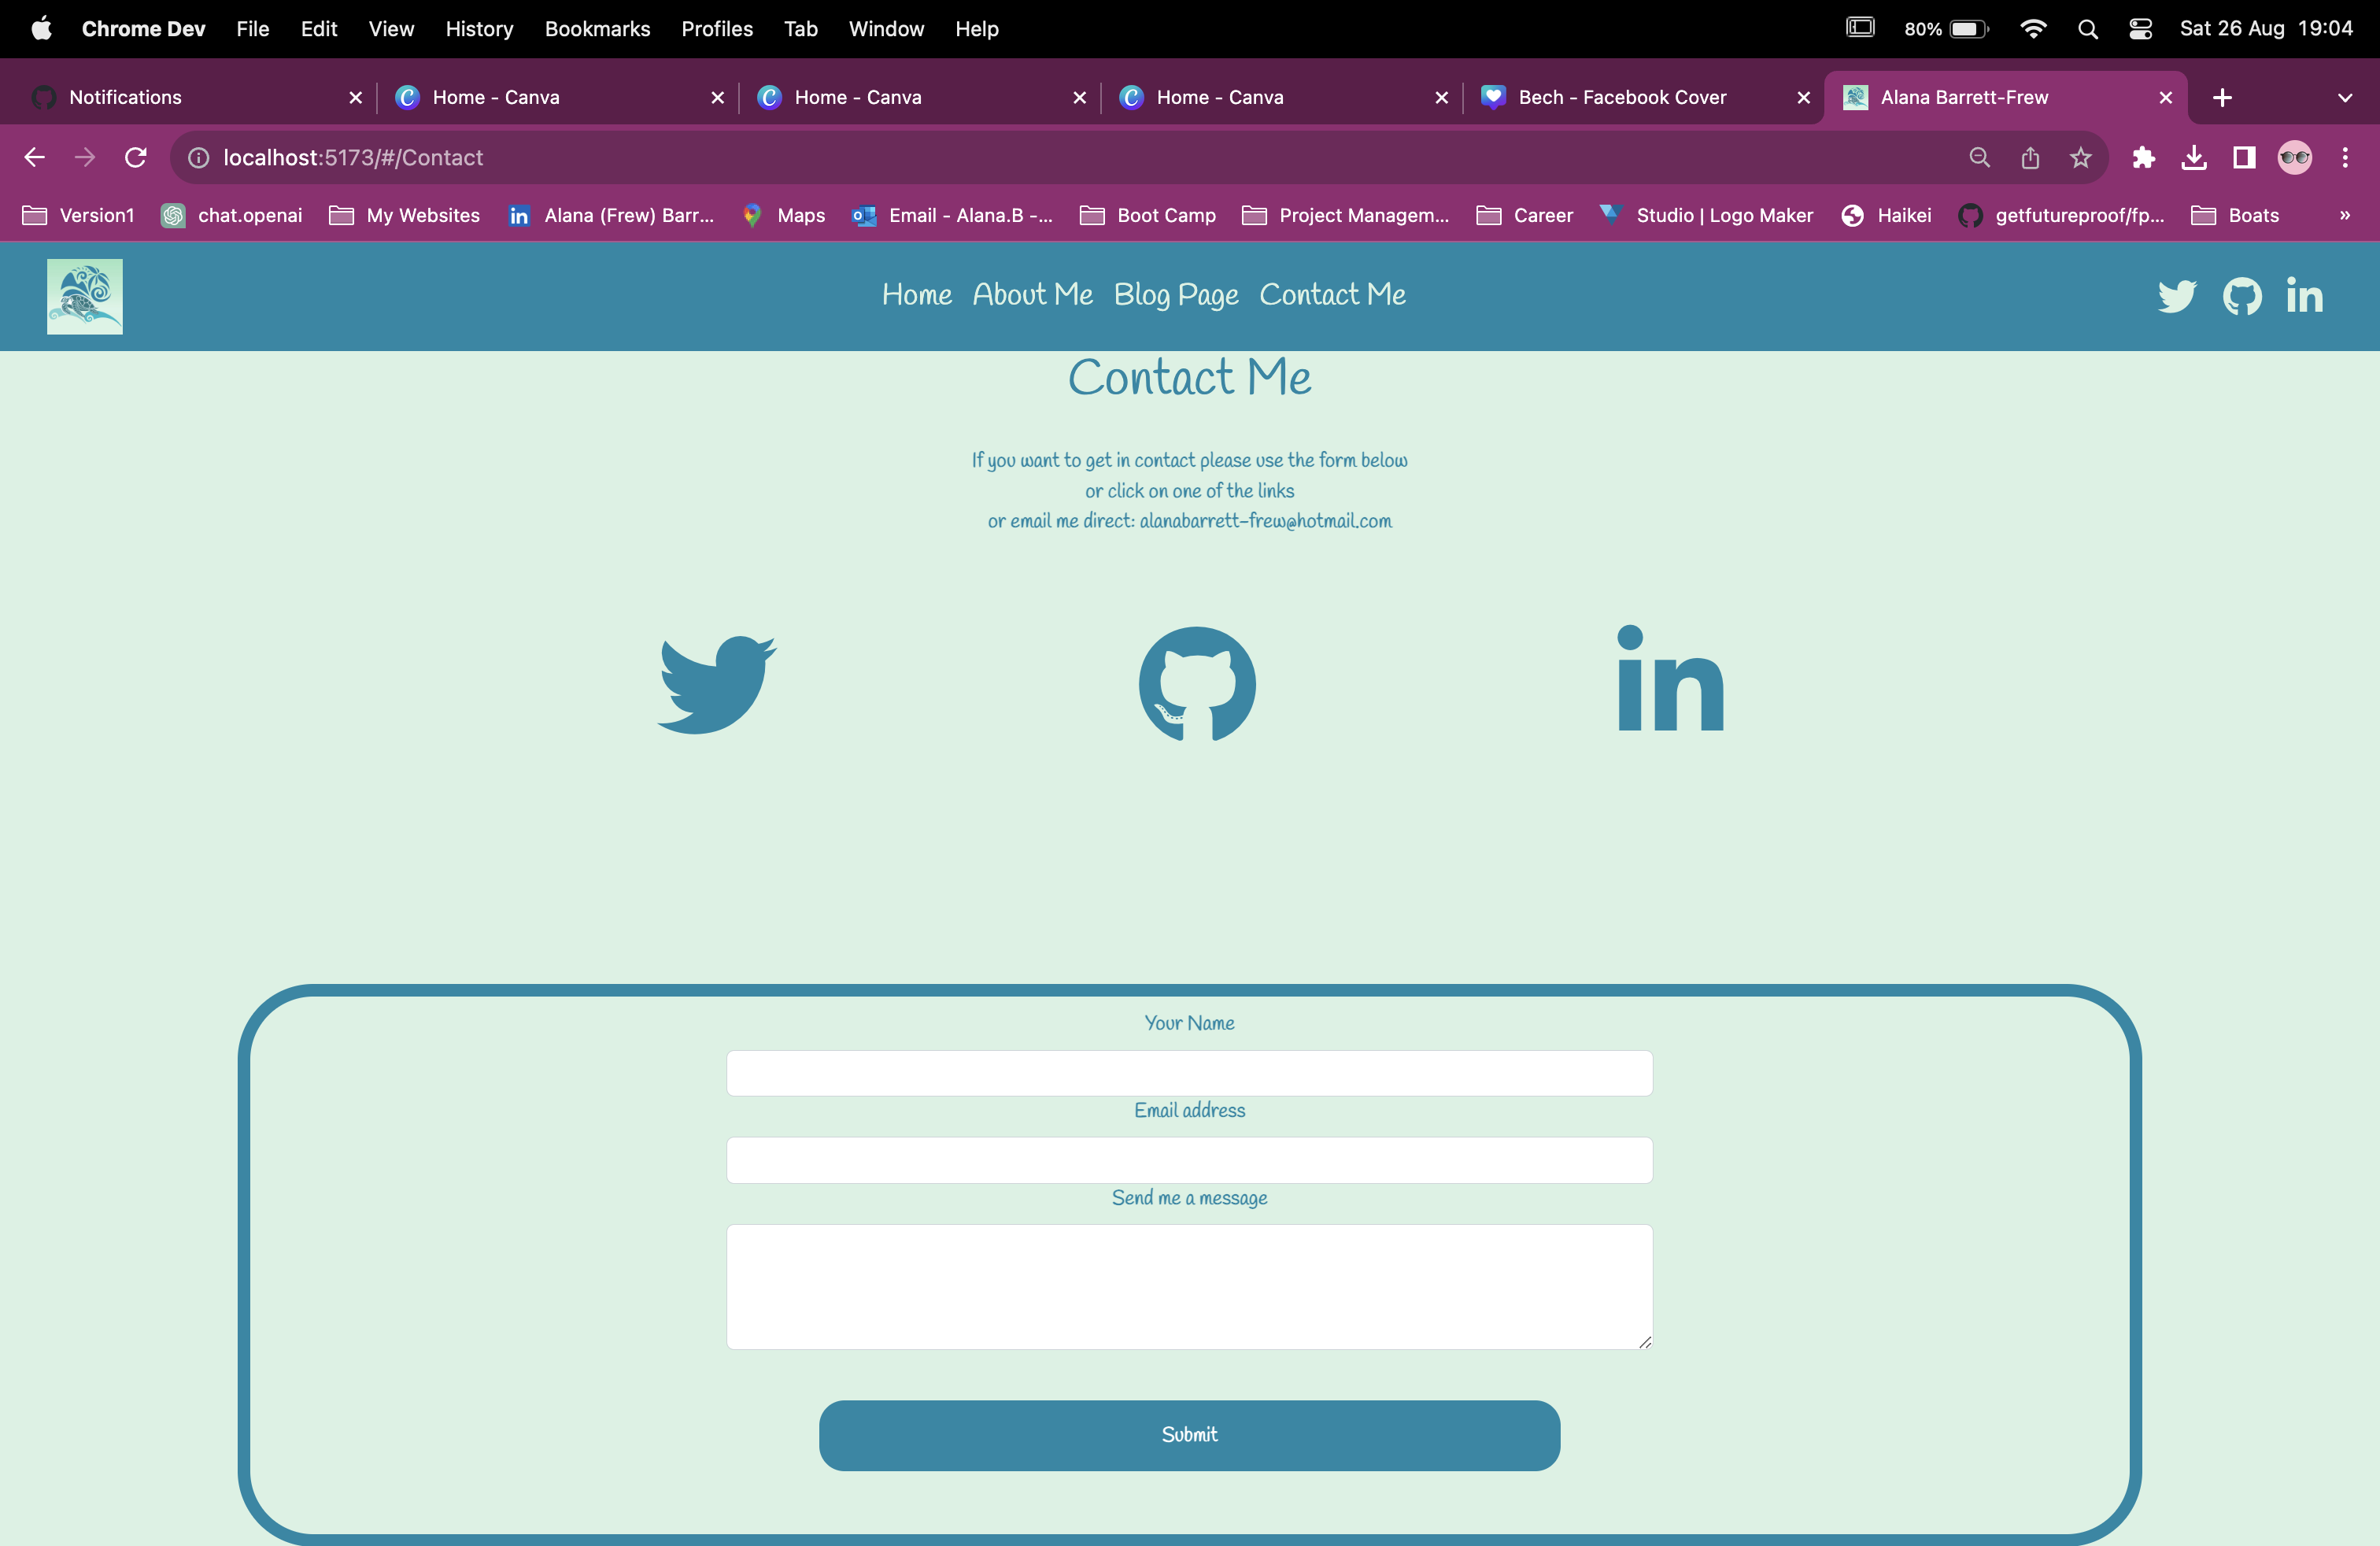 Chrome Dev File Edit View History Bookmarks Profiles Tab Window Help 80% Sat 26 Aug 19:04
Notifications Home - Canva Home - Canva Home - Canva Bech - Facebook Cover Alana Barrett-Frew
localhost:5173/#/Contact
Version1 chat.openai My Websites Alana (Frew) Barr... Maps Email - Alana.B -... Boot Camp Project Managem... Career Studio | Logo Maker Haikei getfutureproof/fp... Boats »
Home About Me Blog Page Contact Me
Contact Me
If you want to get in contact please use the form below
or click on one of the links
or email me direct: alanabarrett-frew@hotmail.com
Your Name
Email address
Send me a message
Submit